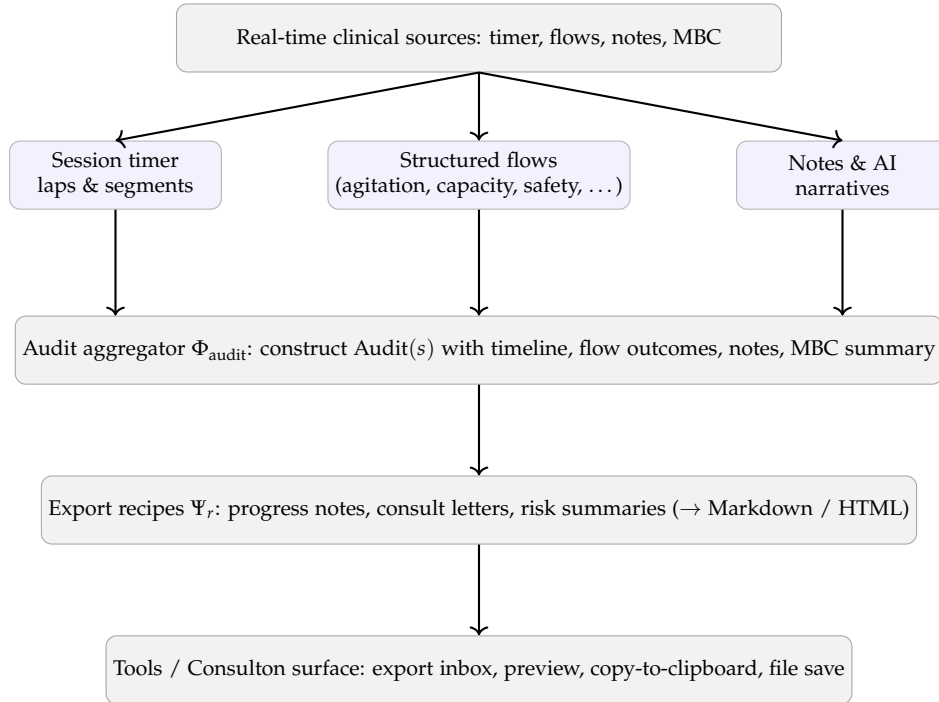 Real-time clinical sources: timer, flows, notes, MBC
Session timer
laps & segments
Structured flows
(agitation, capacity, safety, . . . )
Notes & AI
narratives
Audit aggregator Φaudit: construct Audit(s) with timeline, flow outcomes, notes, MBC summary
Export recipes Ψr: progress notes, consult letters, risk summaries (→ Markdown / HTML)
Tools / Consulton surface: export inbox, preview, copy-to-clipboard, file save